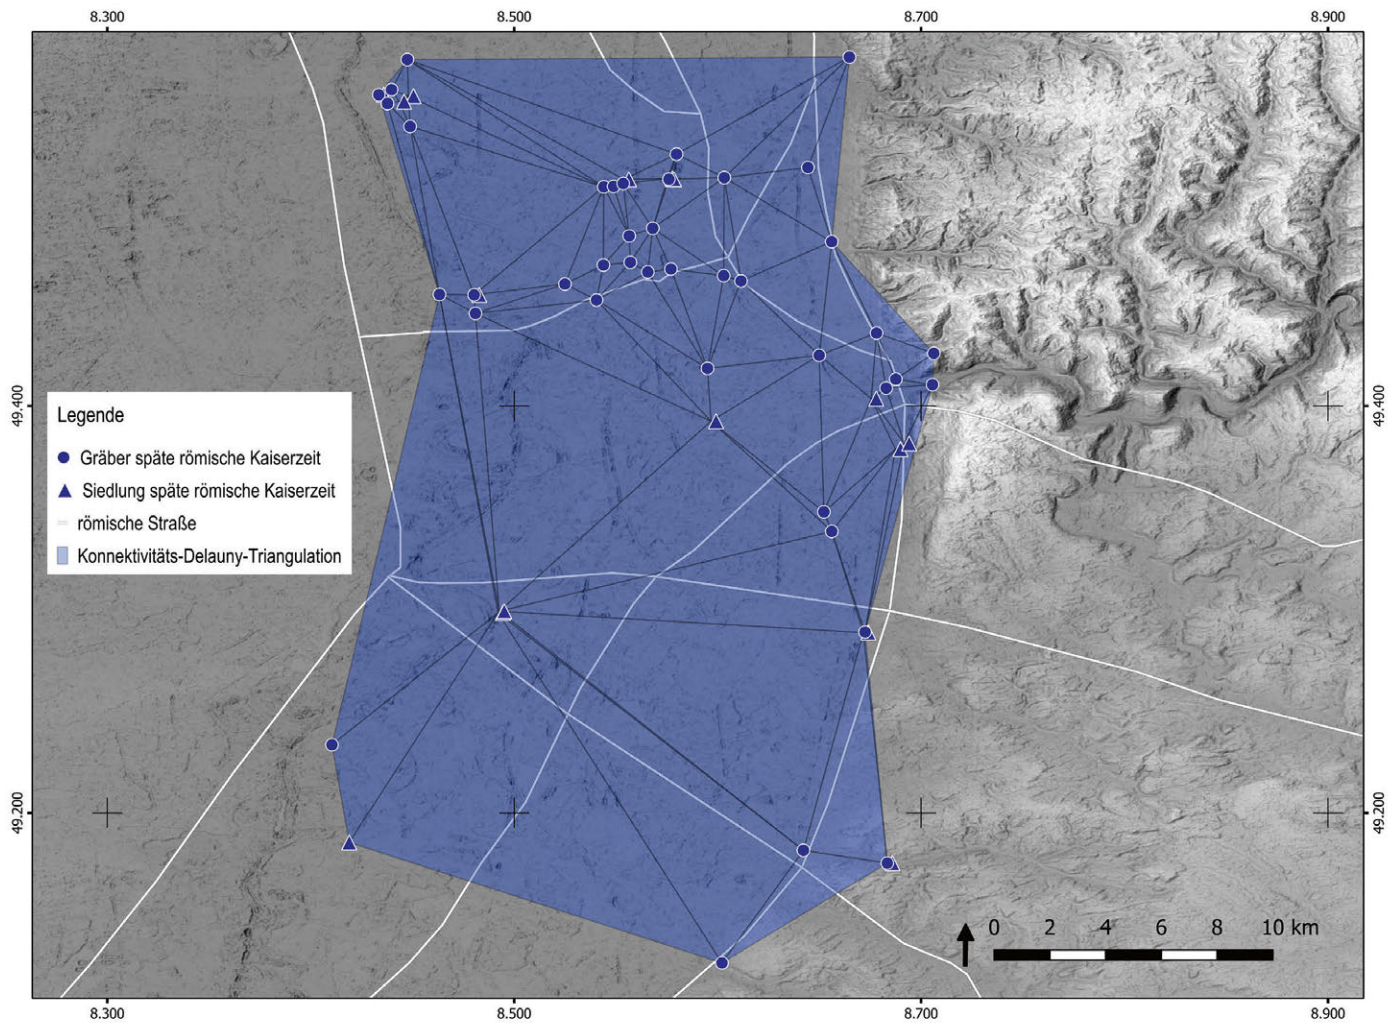 8.300 8.500 8.700 8.900
49.400 49.400
Legende
Gräber späte römische Kaiserzeit
Siedlung späte römische Kaiserzeit
römische Straße
Konnektivitäts-Delauny-Triangulation
49.200 49.200
0 2 4 6 8 10 km
8.300 8.500 8.700 8.900